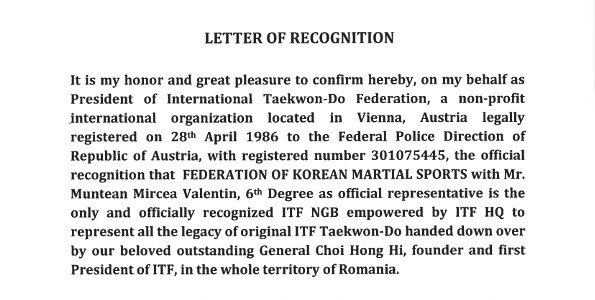 LETTER OF RECOGNITION
It is my honor and great pleasure to confirm hereby, on my behalf as
President of International Taekwon-Do Federation, a non-profit
international organization located in Vienna, Austria legally
registered on 28th April 1986 to the Federal Police Direction of
Republic of Austria, with registered number 301075445, the official
recognition that FEDERATION OF KOREAN MARTIAL SPORTS with Mr.
Muntean Mircea Valentin, 6th Degree as official representative is the
only and officially recognized ITF NGB empowered by ITF HQ to
represent all the legacy of original ITF Taekwon-Do handed down over
by our beloved outstanding General Choi Hong Hi, founder and first
President of ITF, in the whole territory of Romania.